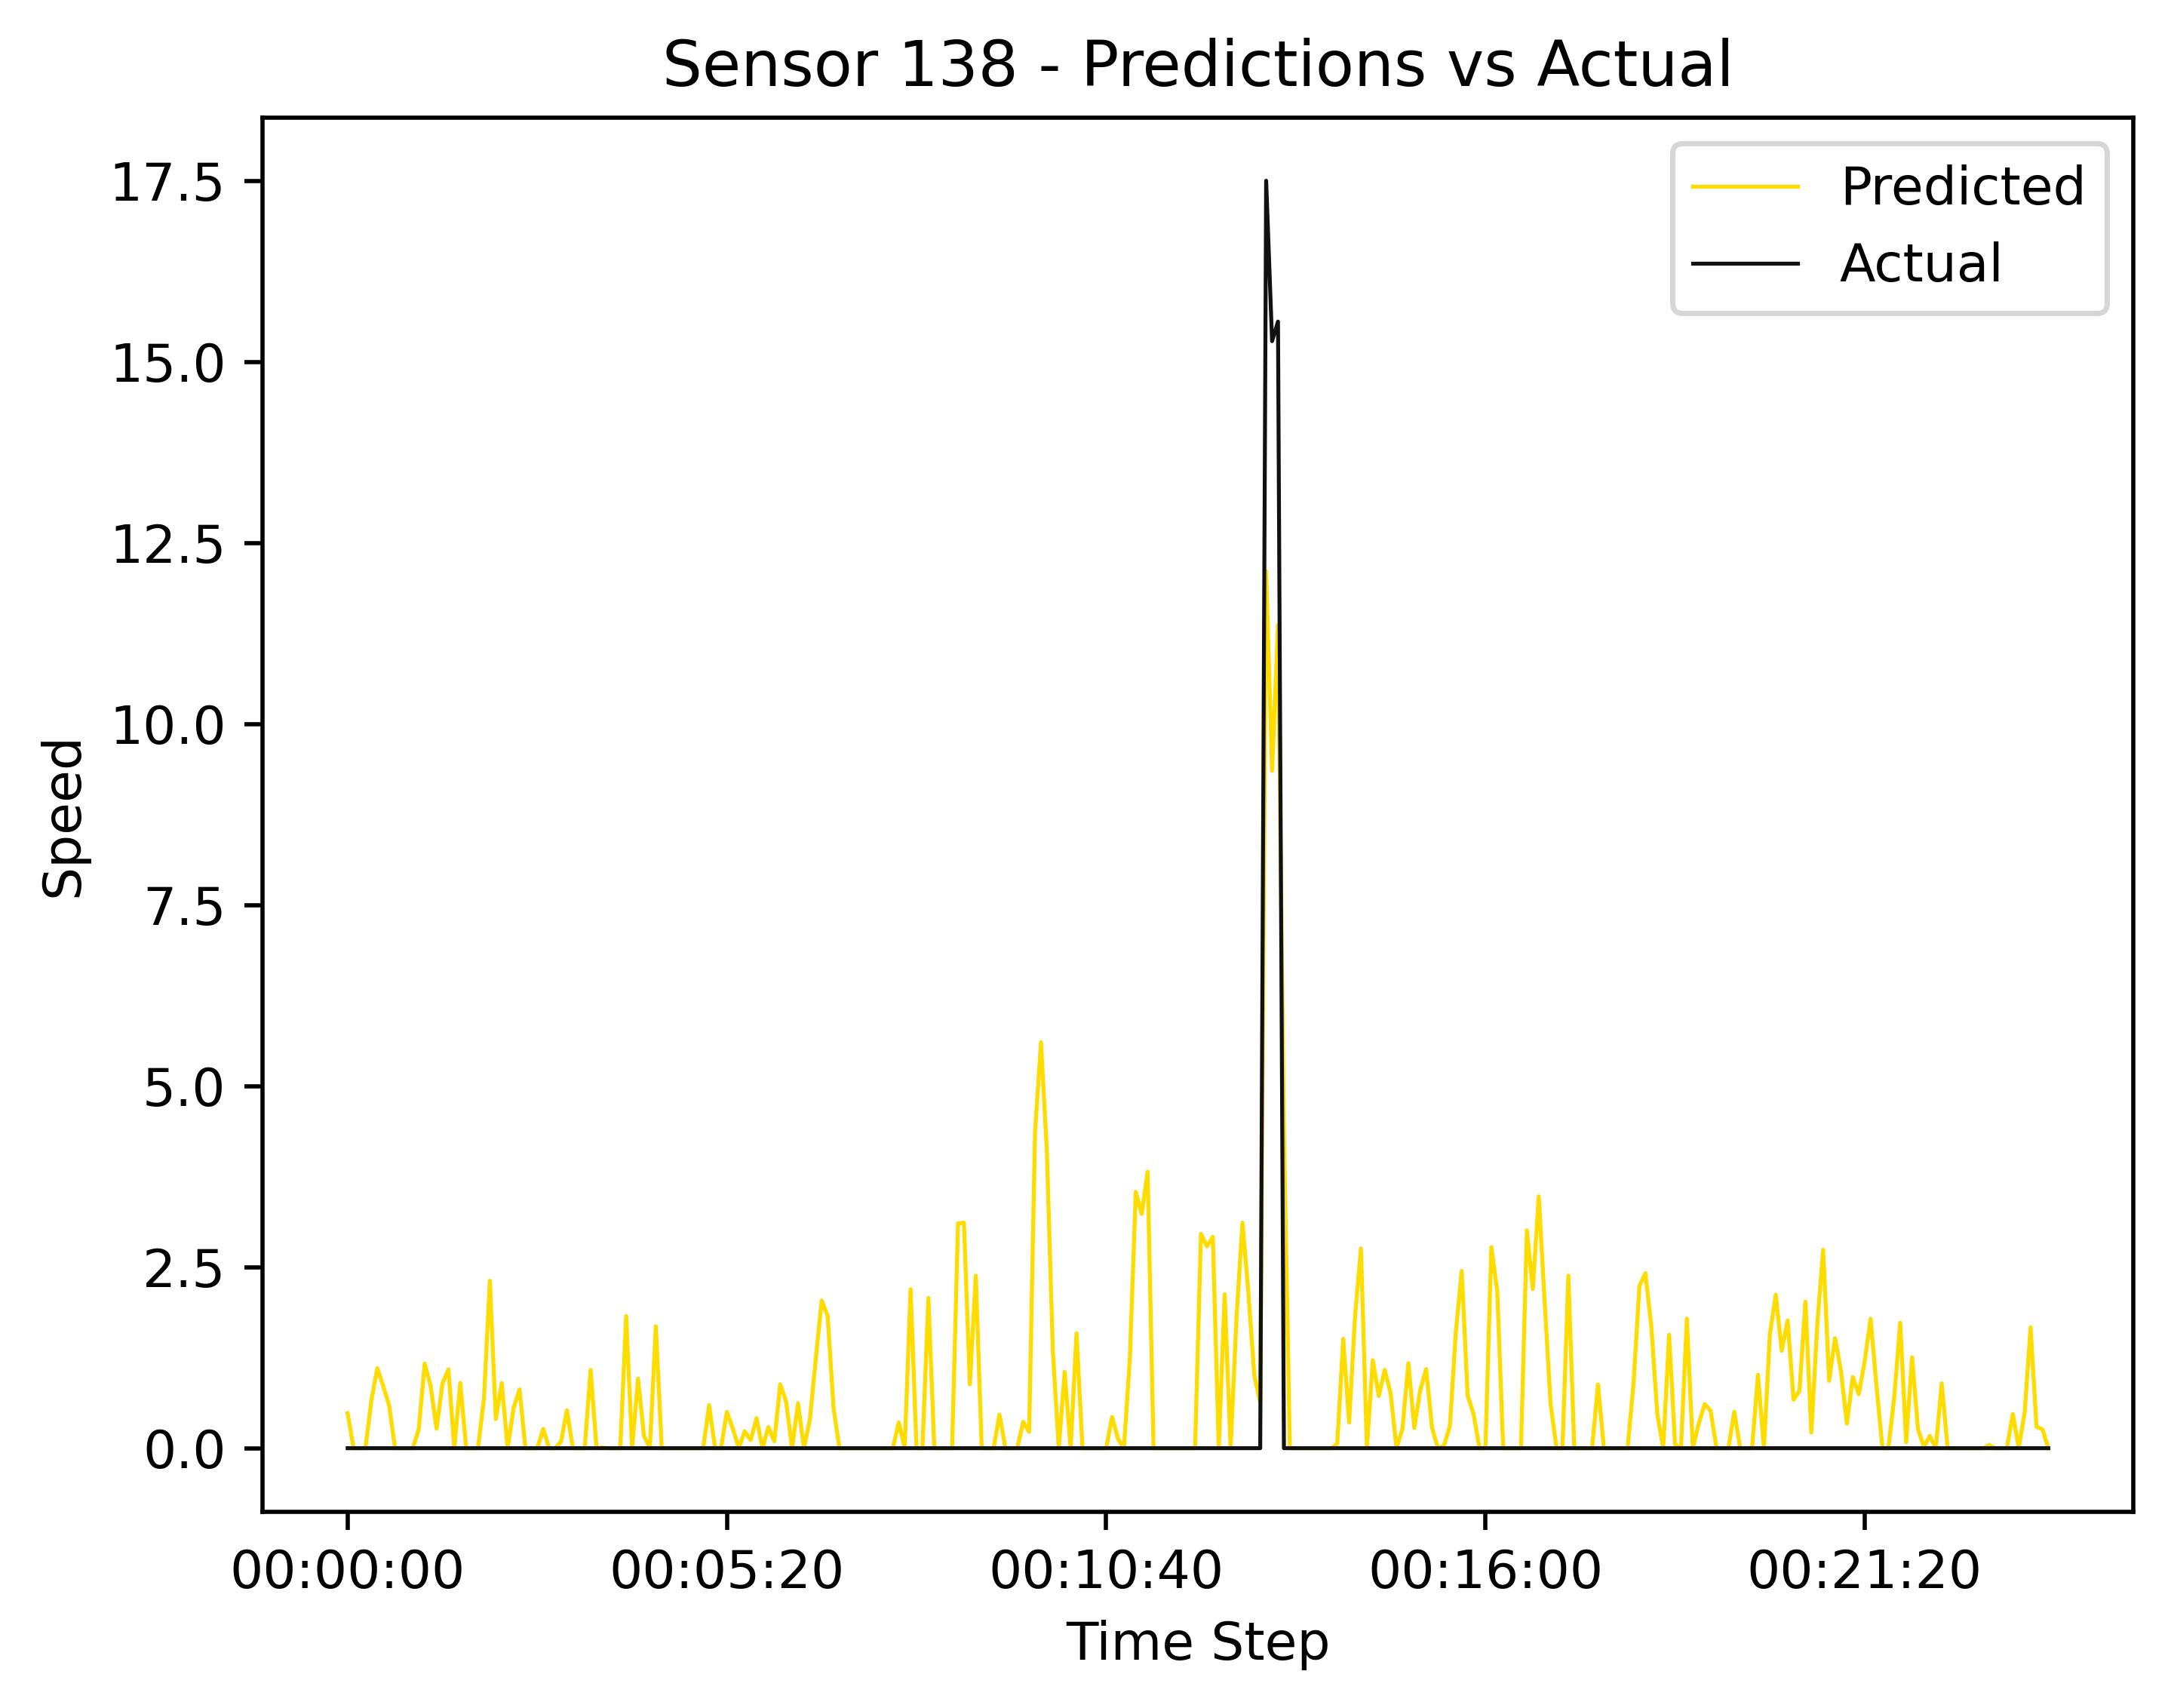 Sensor 138 - Predictions vs Actual
Predicted
Actual
17.5
15.0
12.5
10.0
7.5
5.0
2.5
0.0
Speed
00:00:00 00:05:20 00:10:40 00:16:00 00:21:20
Time Step